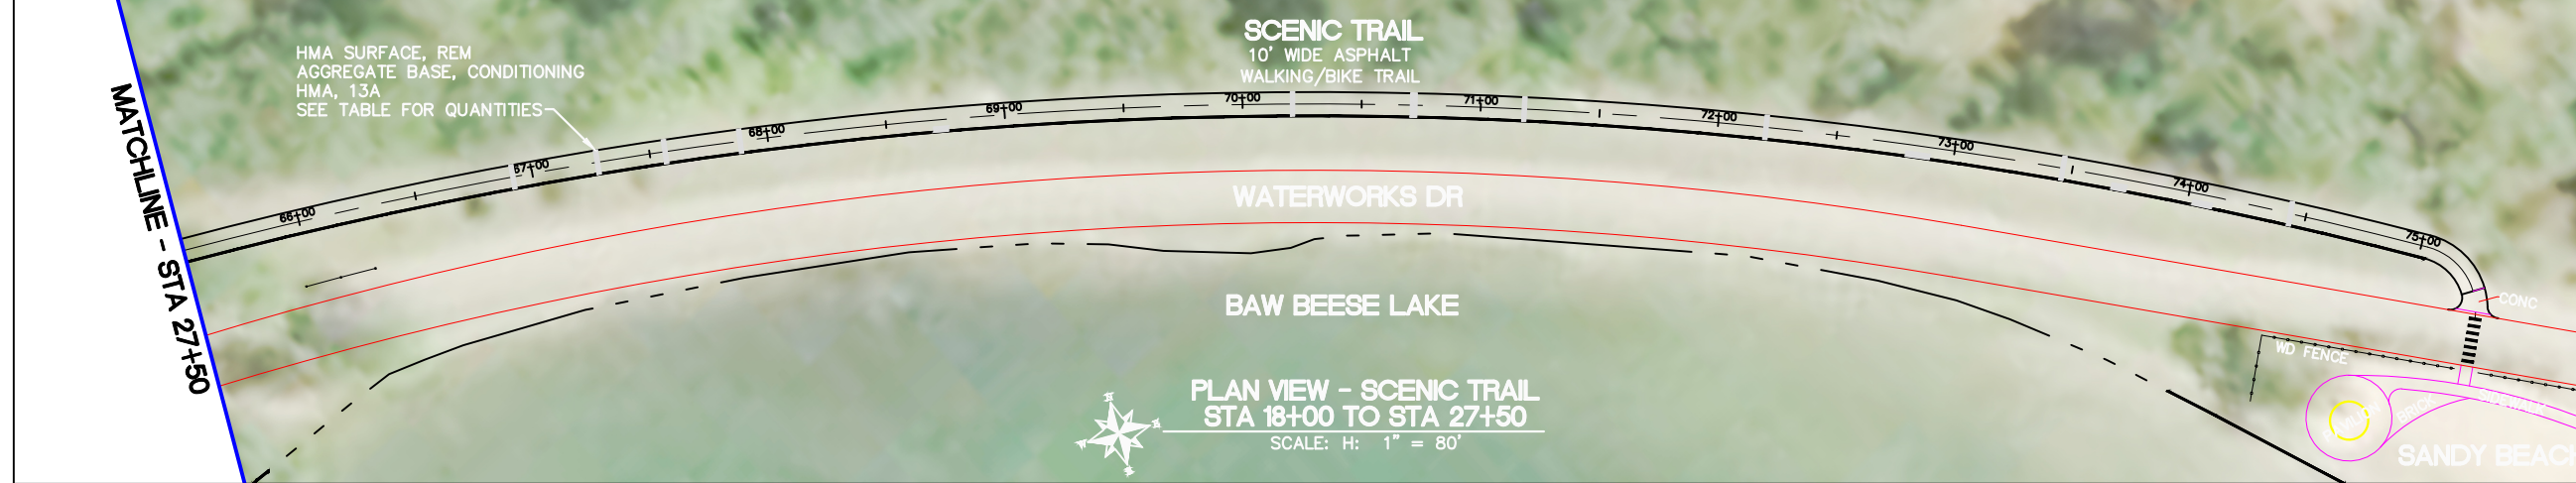 HMA SURFACE, REM
AGGREGATE BASE, CONDITIONING
HMA, 13A
SEE TABLE FOR QUANTITIES
SCENIC TRAIL
10' WIDE ASPHALT
WALKING/BIKE TRAIL
MATCHLINE - STA 27+50
66+00
67+00
68+00
69+00
70+00
71+00
72+00
73+00
74+00
75+00
WATERWORKS DR
BAW BEESE LAKE
CONC
WD FENCE
PLAN VIEW - SCENIC TRAIL
STA 18+00 TO STA 27+50
SCALE: H: 1" = 80'
N
E
S
W
PAVILION
BRICK
SANDY BEACH